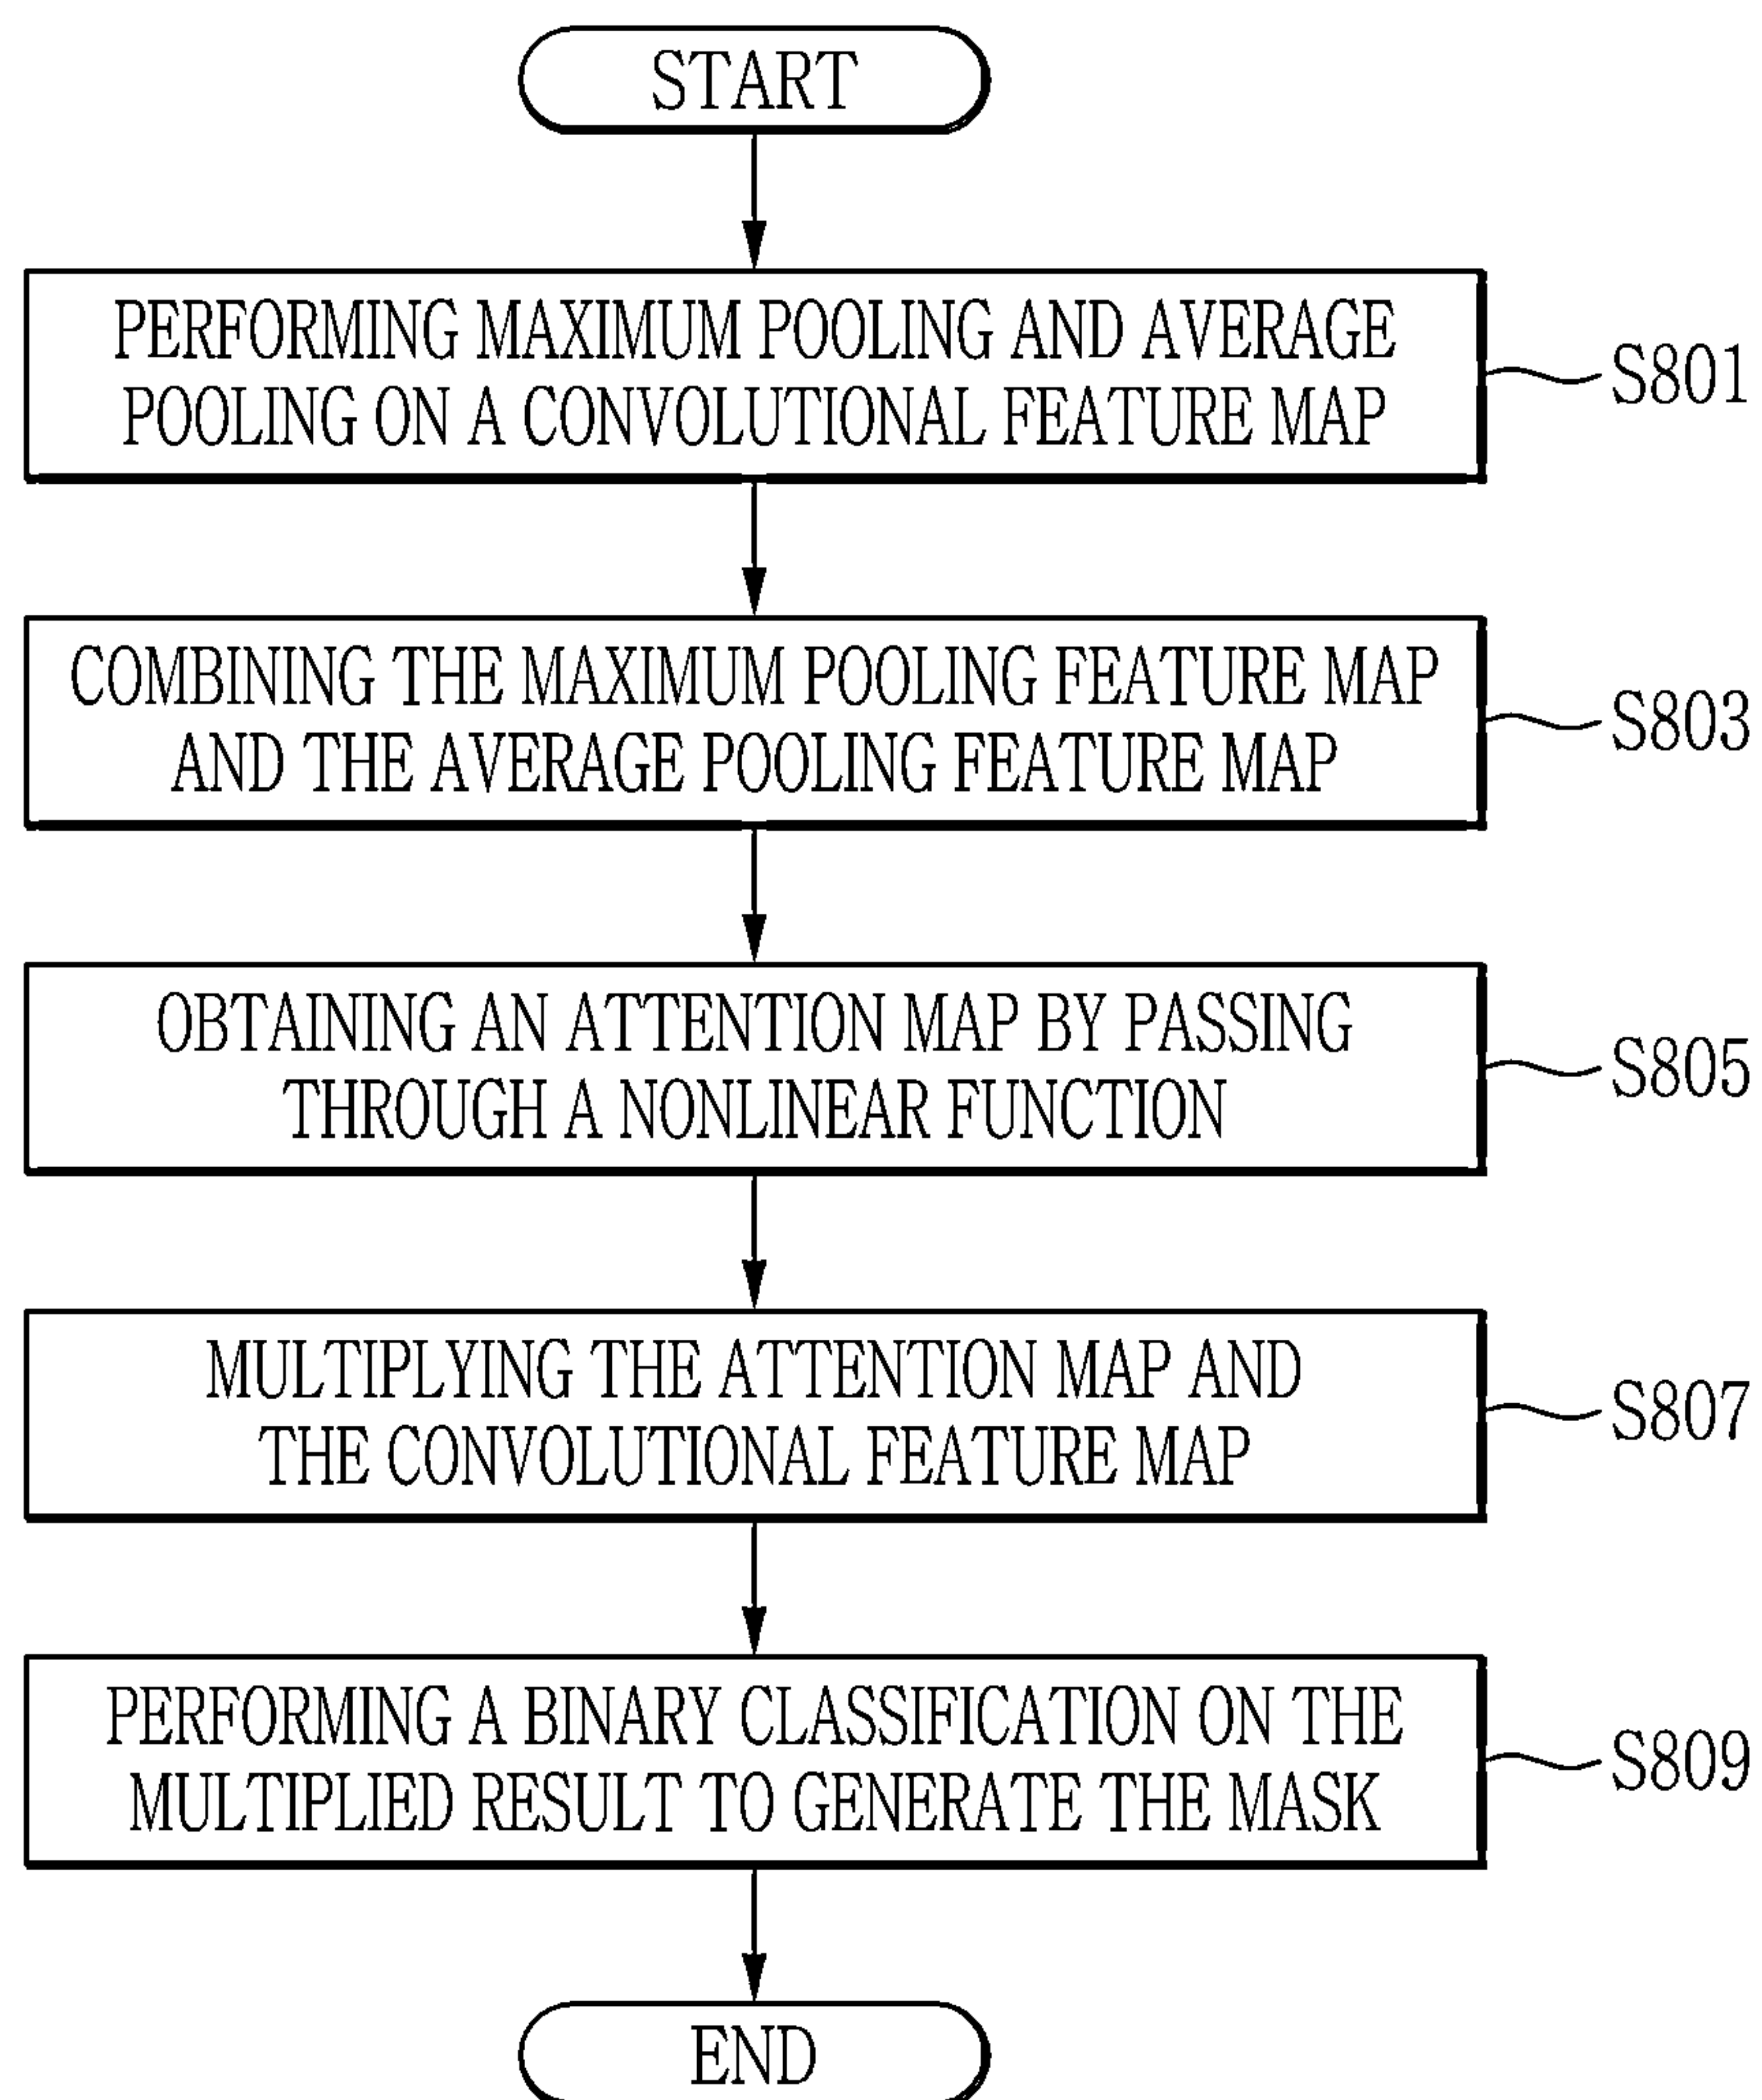 START
PERFORMING MAXIMUM POOLING AND AVERAGE
POOLING ON A CONVOLUTIONAL FEATURE MAP
S801
COMBINING THE MAXIMUM POOLING FEATURE MAP
AND THE AVERAGE POOLING FEATURE MAP
S803
OBTAINING AN ATTENTION MAP BY PASSING
THROUGH A NONLINEAR FUNCTION
S805
MULTIPLYING THE ATTENTION MAP AND
THE CONVOLUTIONAL FEATURE MAP
S807
PERFORMING A BINARY CLASSIFICATION ON THE
MULTIPLIED RESULT TO GENERATE THE MASK
S809
END